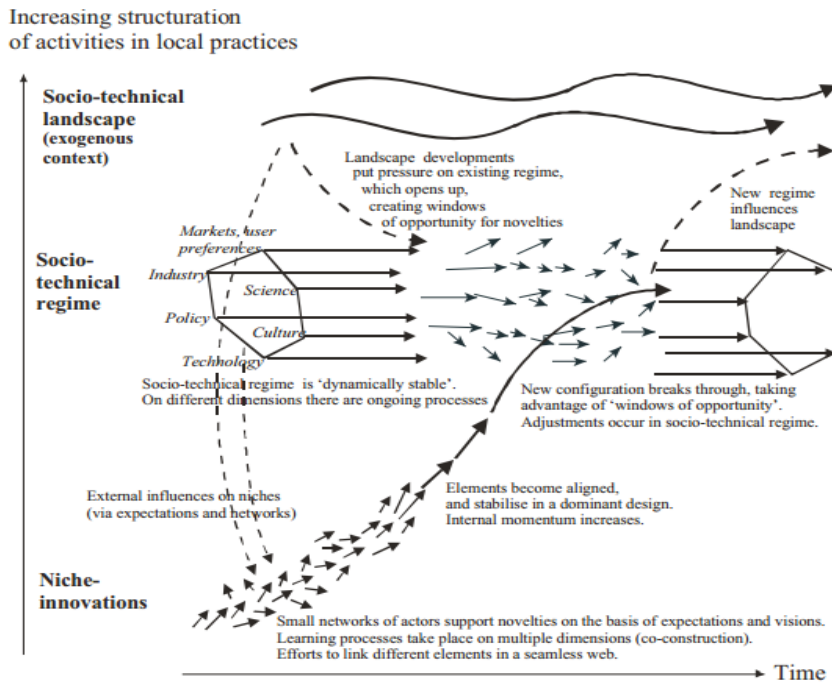 Increasing structuration
of activities in local practices
Socio-technical
landscape
(exogenous
context)
Landscape developments
put pressure on existing regime,
which opens up,
creating windows
of opportunity for novelties
New regime
influences
landscape
Markets, user
preferences
Socio-
technical
regime
Industry
Science
Policy
Culture
Technology
Socio-technical regime is ‘dynamically stable’.
On different dimensions there are ongoing processes
New configuration breaks through, taking
advantage of ‘windows of opportunity’.
Adjustments occur in socio-technical regime.
External influences on niches
(via expectations and networks)
Elements become aligned,
and stabilise in a dominant design.
Internal momentum increases.
Niche-
innovations
Small networks of actors support novelties on the basis of expectations and visions.
Learning processes take place on multiple dimensions (co-construction).
Efforts to link different elements in a seamless web.
Time